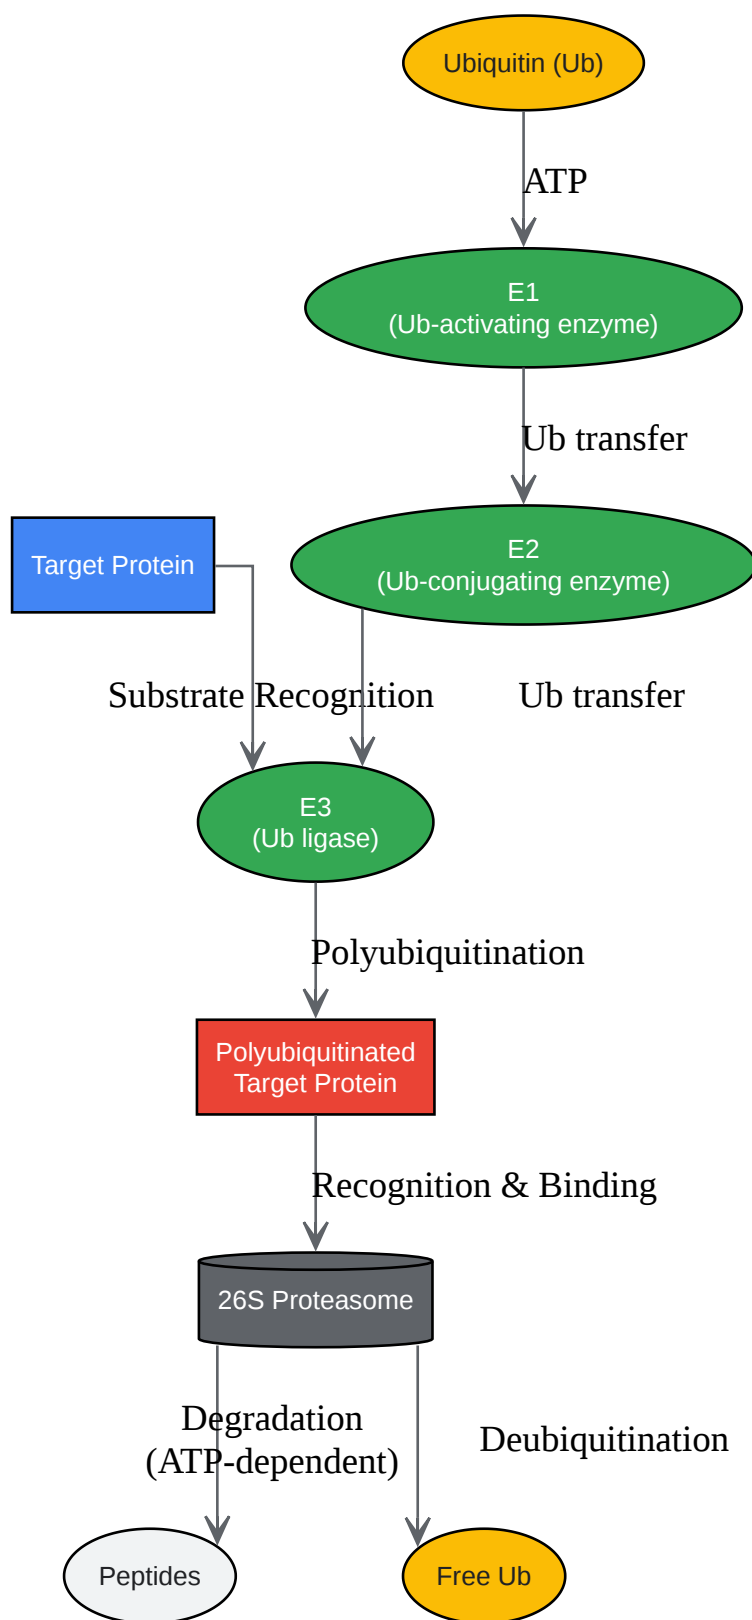 Ubiquitin (Ub)
ATP
E1
(Ub-activating enzyme)
Ub transfer
Target Protein
E2
(Ub-conjugating enzyme)
Substrate Recognition
Ub transfer
E3
(Ub ligase)
Polyubiquitination
Polyubiquitinated
Target Protein
Recognition & Binding
26S Proteasome
Degradation
(ATP-dependent)
Deubiquitination
Peptides
Free Ub